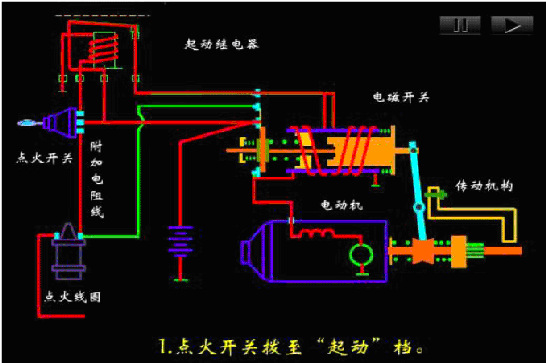 起动继电器
电磁开关
点火开关
附加电阻线
传动机构
电动机
点火线圈
1.点火开关拨至“起动”档。